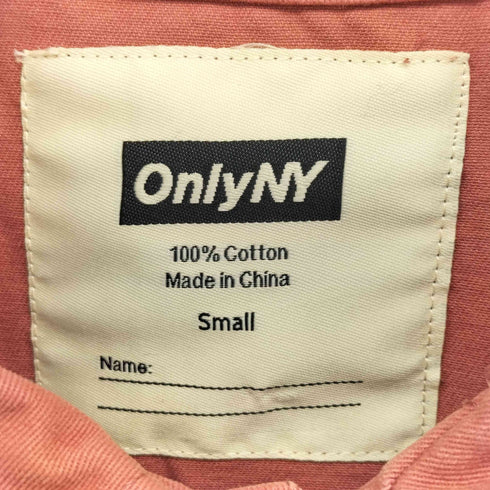 OnlyNY
100% Cotton
Made in China
Small
Name: